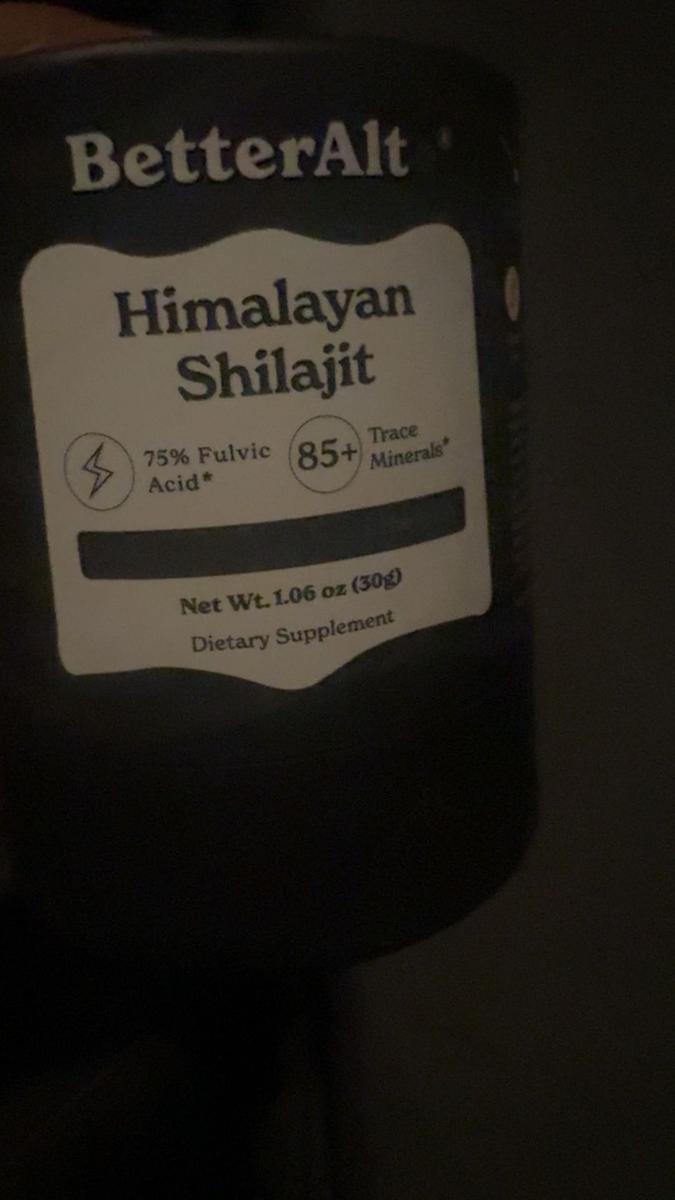 BetterAlt
Himalayan
Shilajit
75% Fulvic
Acid*
85+
Trace
Minerals*
Net Wt. 1.06 oz (30g)
Dietary Supplement